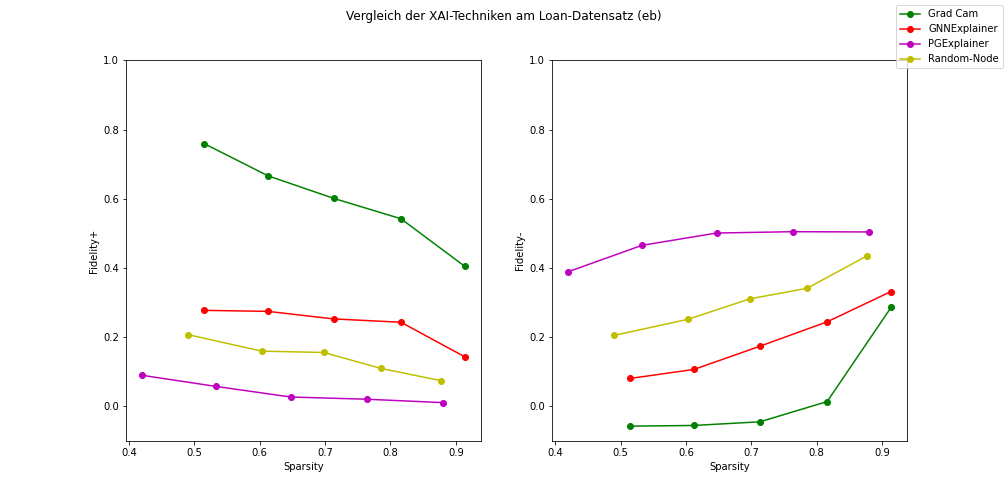 Vergleich der XAI-Techniken am Loan-Datensatz (eb)
Grad Cam
GNNExplainer
PGExplainer
Random-Node
1.0
0.8
0.6
0.4
0.2
0.0
Fidelity+
0.4 0.5 0.6 0.7 0.8 0.9
Sparsity
1.0
0.8
0.6
0.4
0.2
0.0
Fidelity-
0.4 0.5 0.6 0.7 0.8 0.9
Sparsity